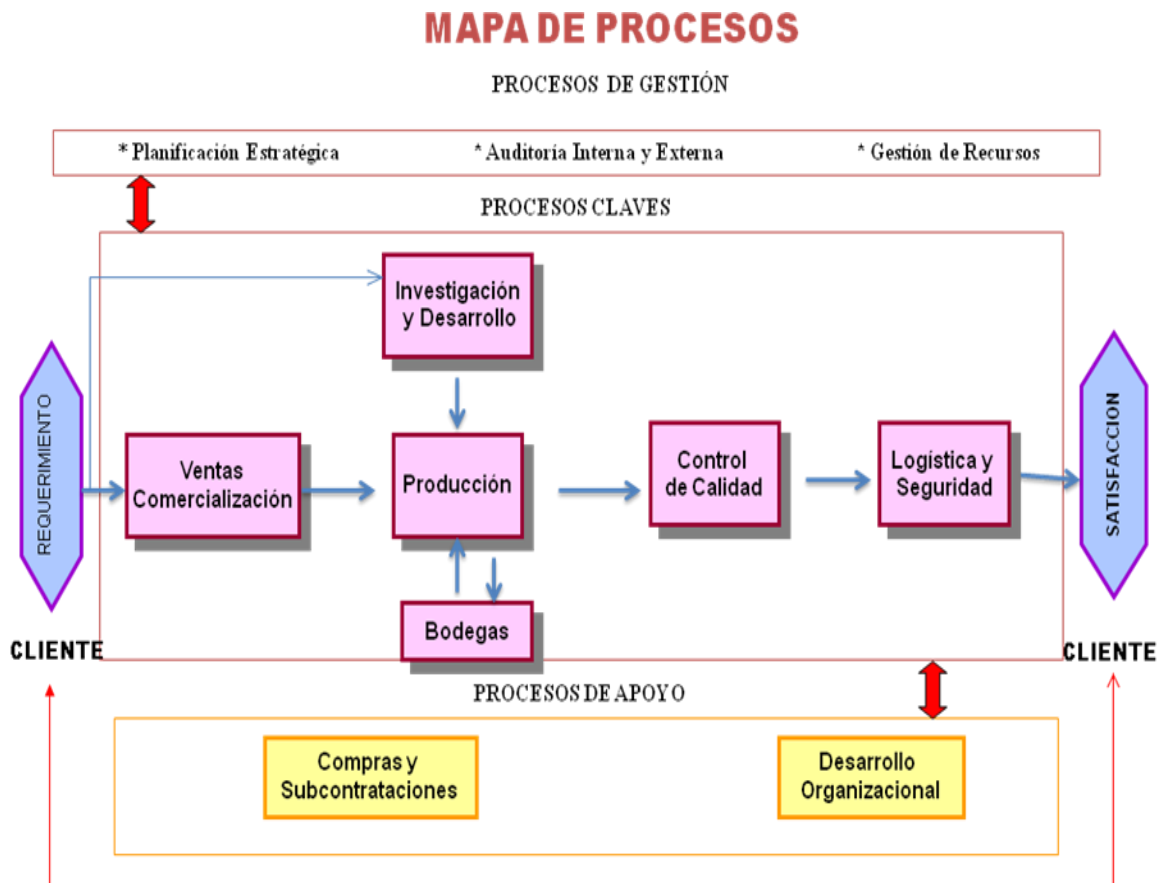 MAPA DE PROCESOS
PROCESOS DE GESTIÓN
* Planificación Estratégica * Auditoría Interna y Externa * Gestión de Recursos
PROCESOS CLAVES
Investigación
y Desarrollo
REQUERIMIENTO
Ventas
Comercialización
Producción
Control
de Calidad
Logística y
Seguridad
SATISFACCION
Bodegas
CLIENTE
CLIENTE
PROCESOS DE APOYO
Compras y
Subcontrataciones
Desarrollo
Organizacional